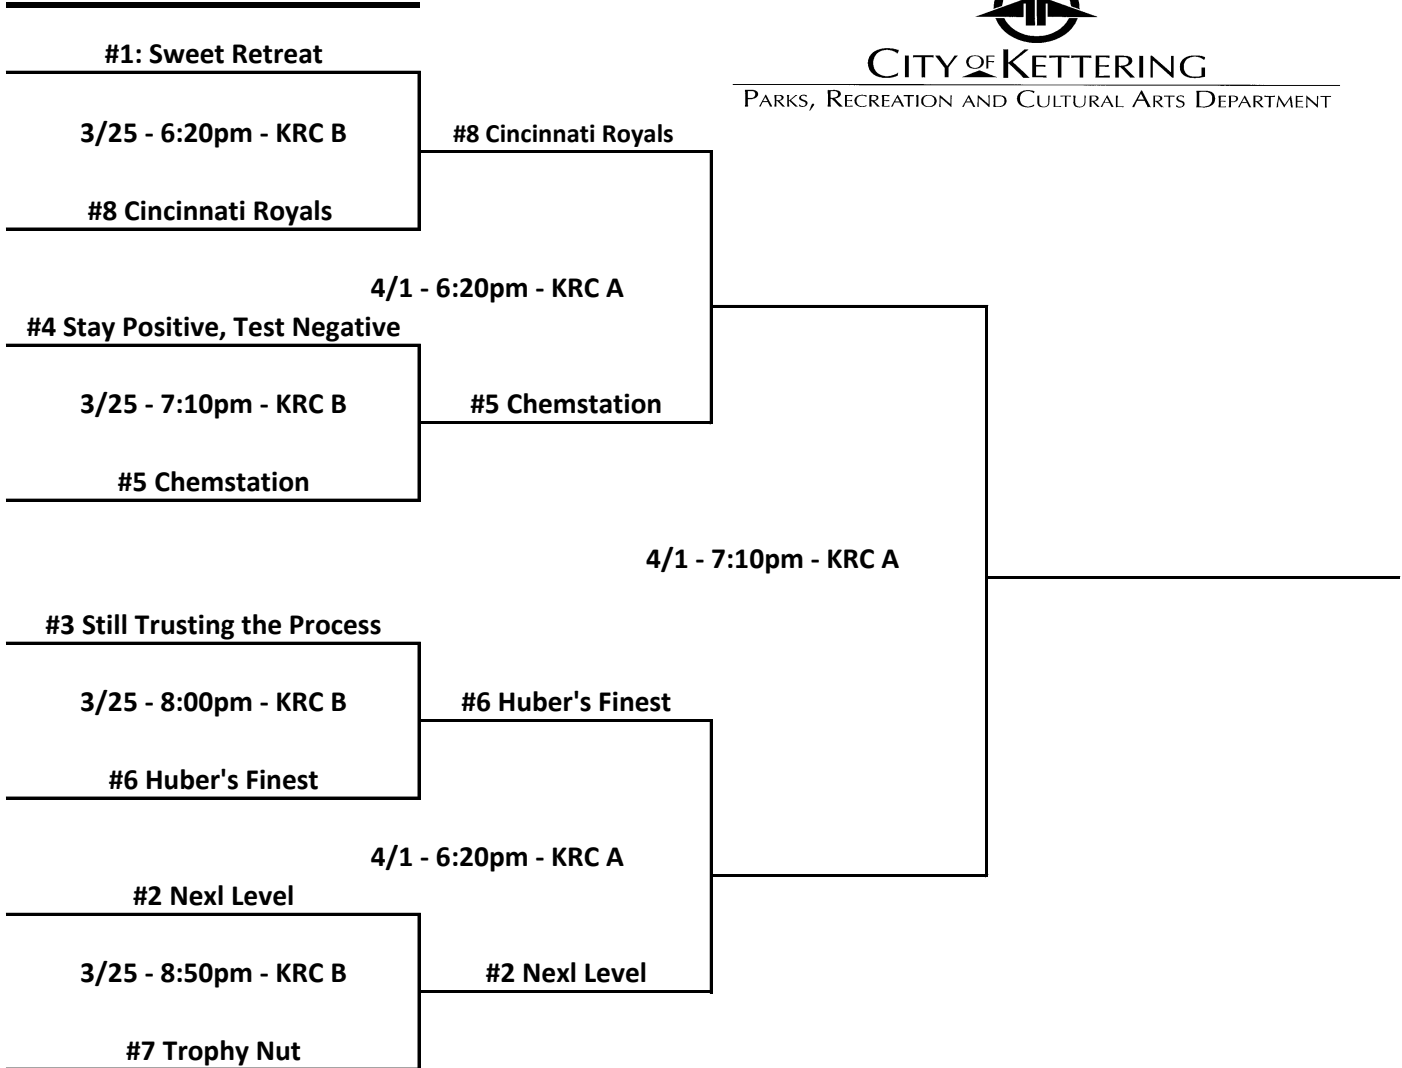 #1: Sweet Retreat
CITY OF KETTERING
PARKS, RECREATION AND CULTURAL ARTS DEPARTMENT
3/25 - 6:20pm - KRC B
#8 Cincinnati Royals
#8 Cincinnati Royals
4/1 - 6:20pm - KRC A
#4 Stay Positive, Test Negative
3/25 - 7:10pm - KRC B
#5 Chemstation
#5 Chemstation
4/1 - 7:10pm - KRC A
#3 Still Trusting the Process
3/25 - 8:00pm - KRC B
#6 Huber's Finest
#6 Huber's Finest
4/1 - 6:20pm - KRC A
#2 Nexl Level
3/25 - 8:50pm - KRC B
#2 Nexl Level
#7 Trophy Nut